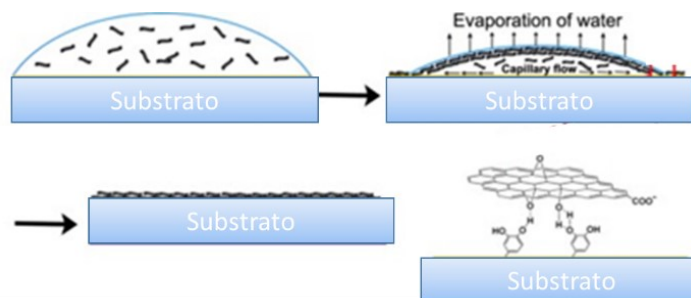 Substrato
Evaporation of water
Capillary flow
Substrato
Substrato
O
COO⁻
O
O
H
H
H
HO
O
O
OH
Substrato